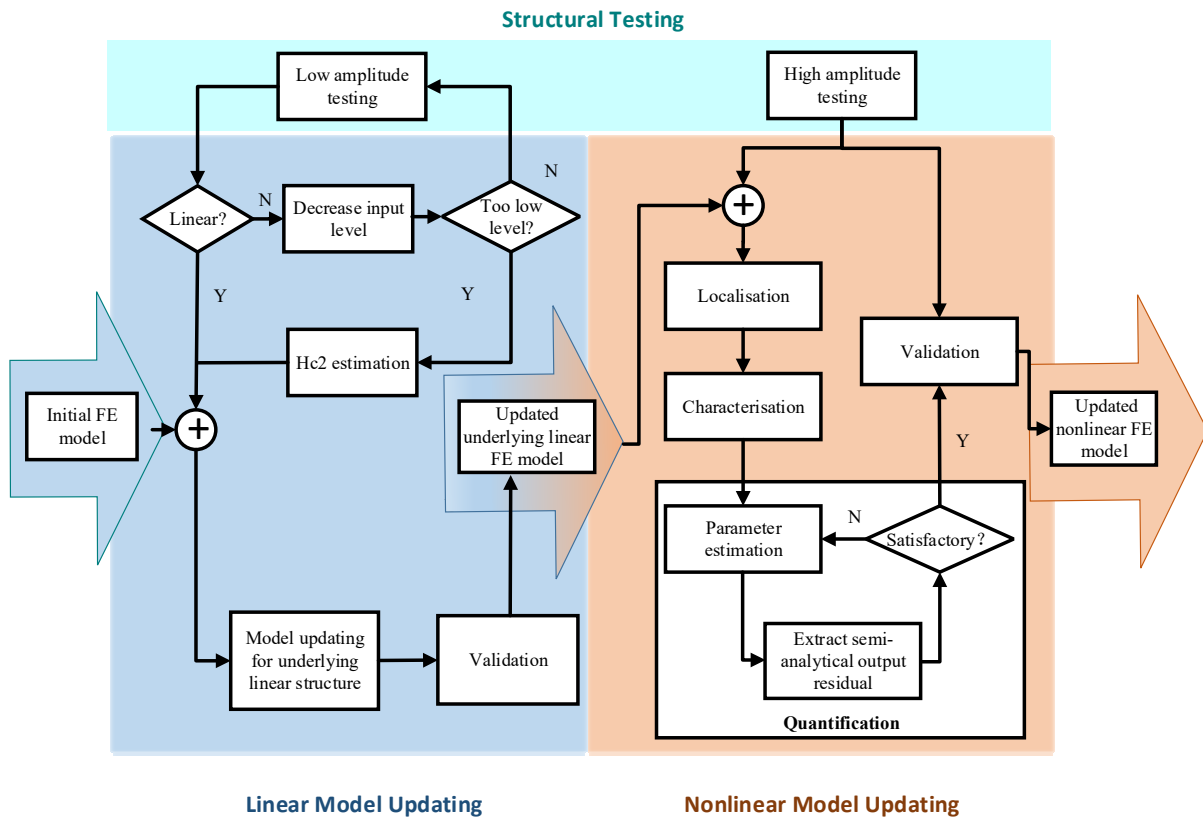 Structural Testing
Low amplitude
testing
High amplitude
testing
Linear?
N
Decrease input
level
Too low
level?
N
Y
Y
Hc2 estimation
Initial FE
model
Updated
underlying linear
FE model
Model updating
for underlying
linear structure
Validation
Localisation
Characterisation
Validation
Updated
nonlinear FE
model
Y
Parameter
estimation
N
Satisfactory?
Extract semi-
analytical output
residual
Quantification
Linear Model Updating
Nonlinear Model Updating